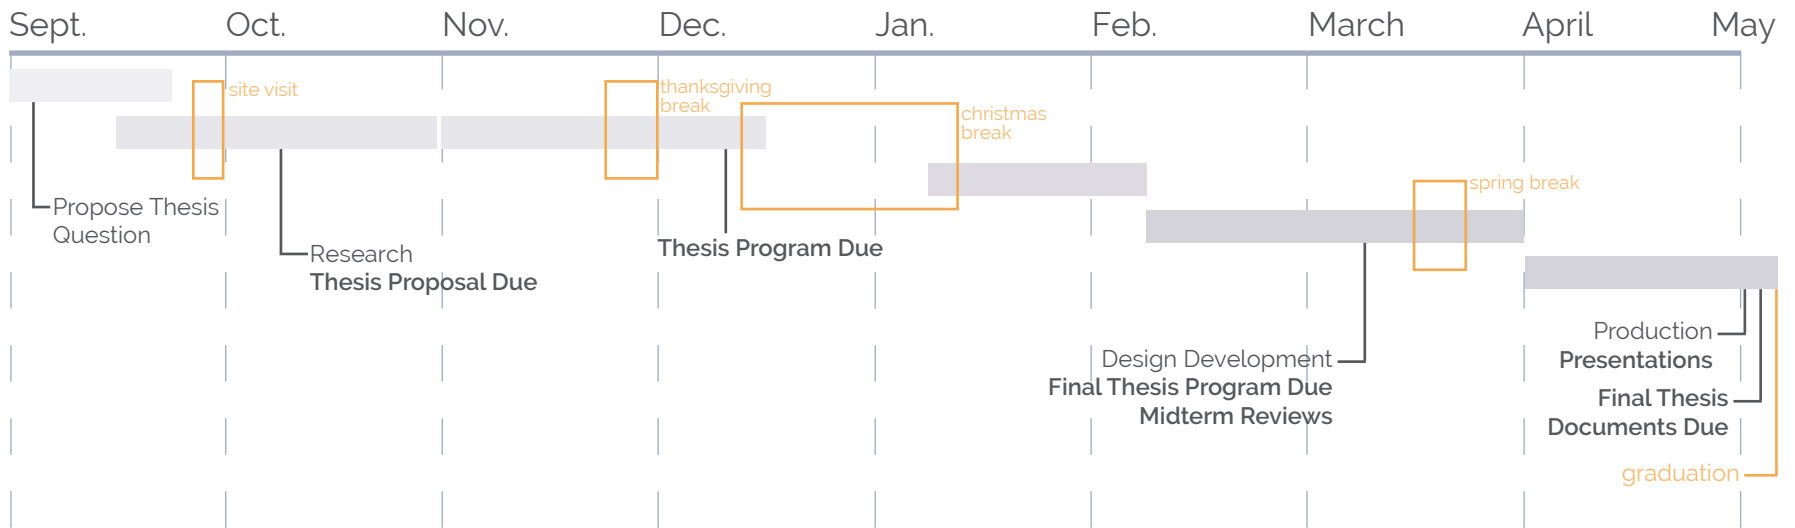 Sept.
Oct.
Nov.
Dec.
Jan.
Feb.
March
April
May
site visit
thanksgiving
break
christmas
break
spring break
Propose Thesis
Question
Research
Thesis Proposal Due
Thesis Program Due
Design Development
Final Thesis Program Due
Midterm Reviews
Production
Presentations
Final Thesis
Documents Due
graduation